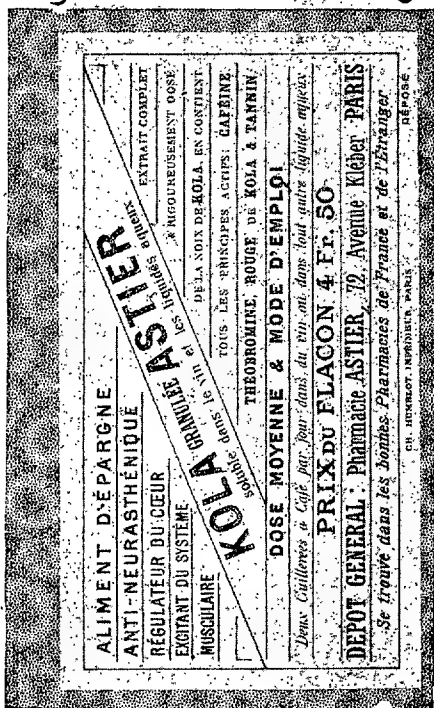 ALIMENT D'ÉPARGNE
ANTI-NEURASTHÉNIQUE
RÉGULATEUR DU CŒUR
EXCITANT DU SYSTÈME
MUSCULAIRE
KOLA GRANULÉE ASTIER
soluble dans le vin et les liquides aqueux
EXTRAIT COMPLET
& RIGOUREUSEMENT DOSÉ
DE LA NOIX DE KOLA, EN CONTIENT
TOUS LES PRINCIPES ACTIFS: CAFÉINE
THÉOBROMINE, ROUGE DE KOLA & TANNIN
DOSE MOYENNE & MODE D'EMPLOI
Deux Cuillerées à Café par jour dans du vin ou dans tout autre liquide aqueux
PRIX DU FLACON 4 Fr. 50
DEPOT GENERAL: Pharmacie ASTIER, 72, Avenue Kléber PARIS
Se trouve dans les bonnes Pharmacies de France et de l'Etranger
CH. HUMBLOT IMPRIMEUR, PARIS
DÉPOSÉ